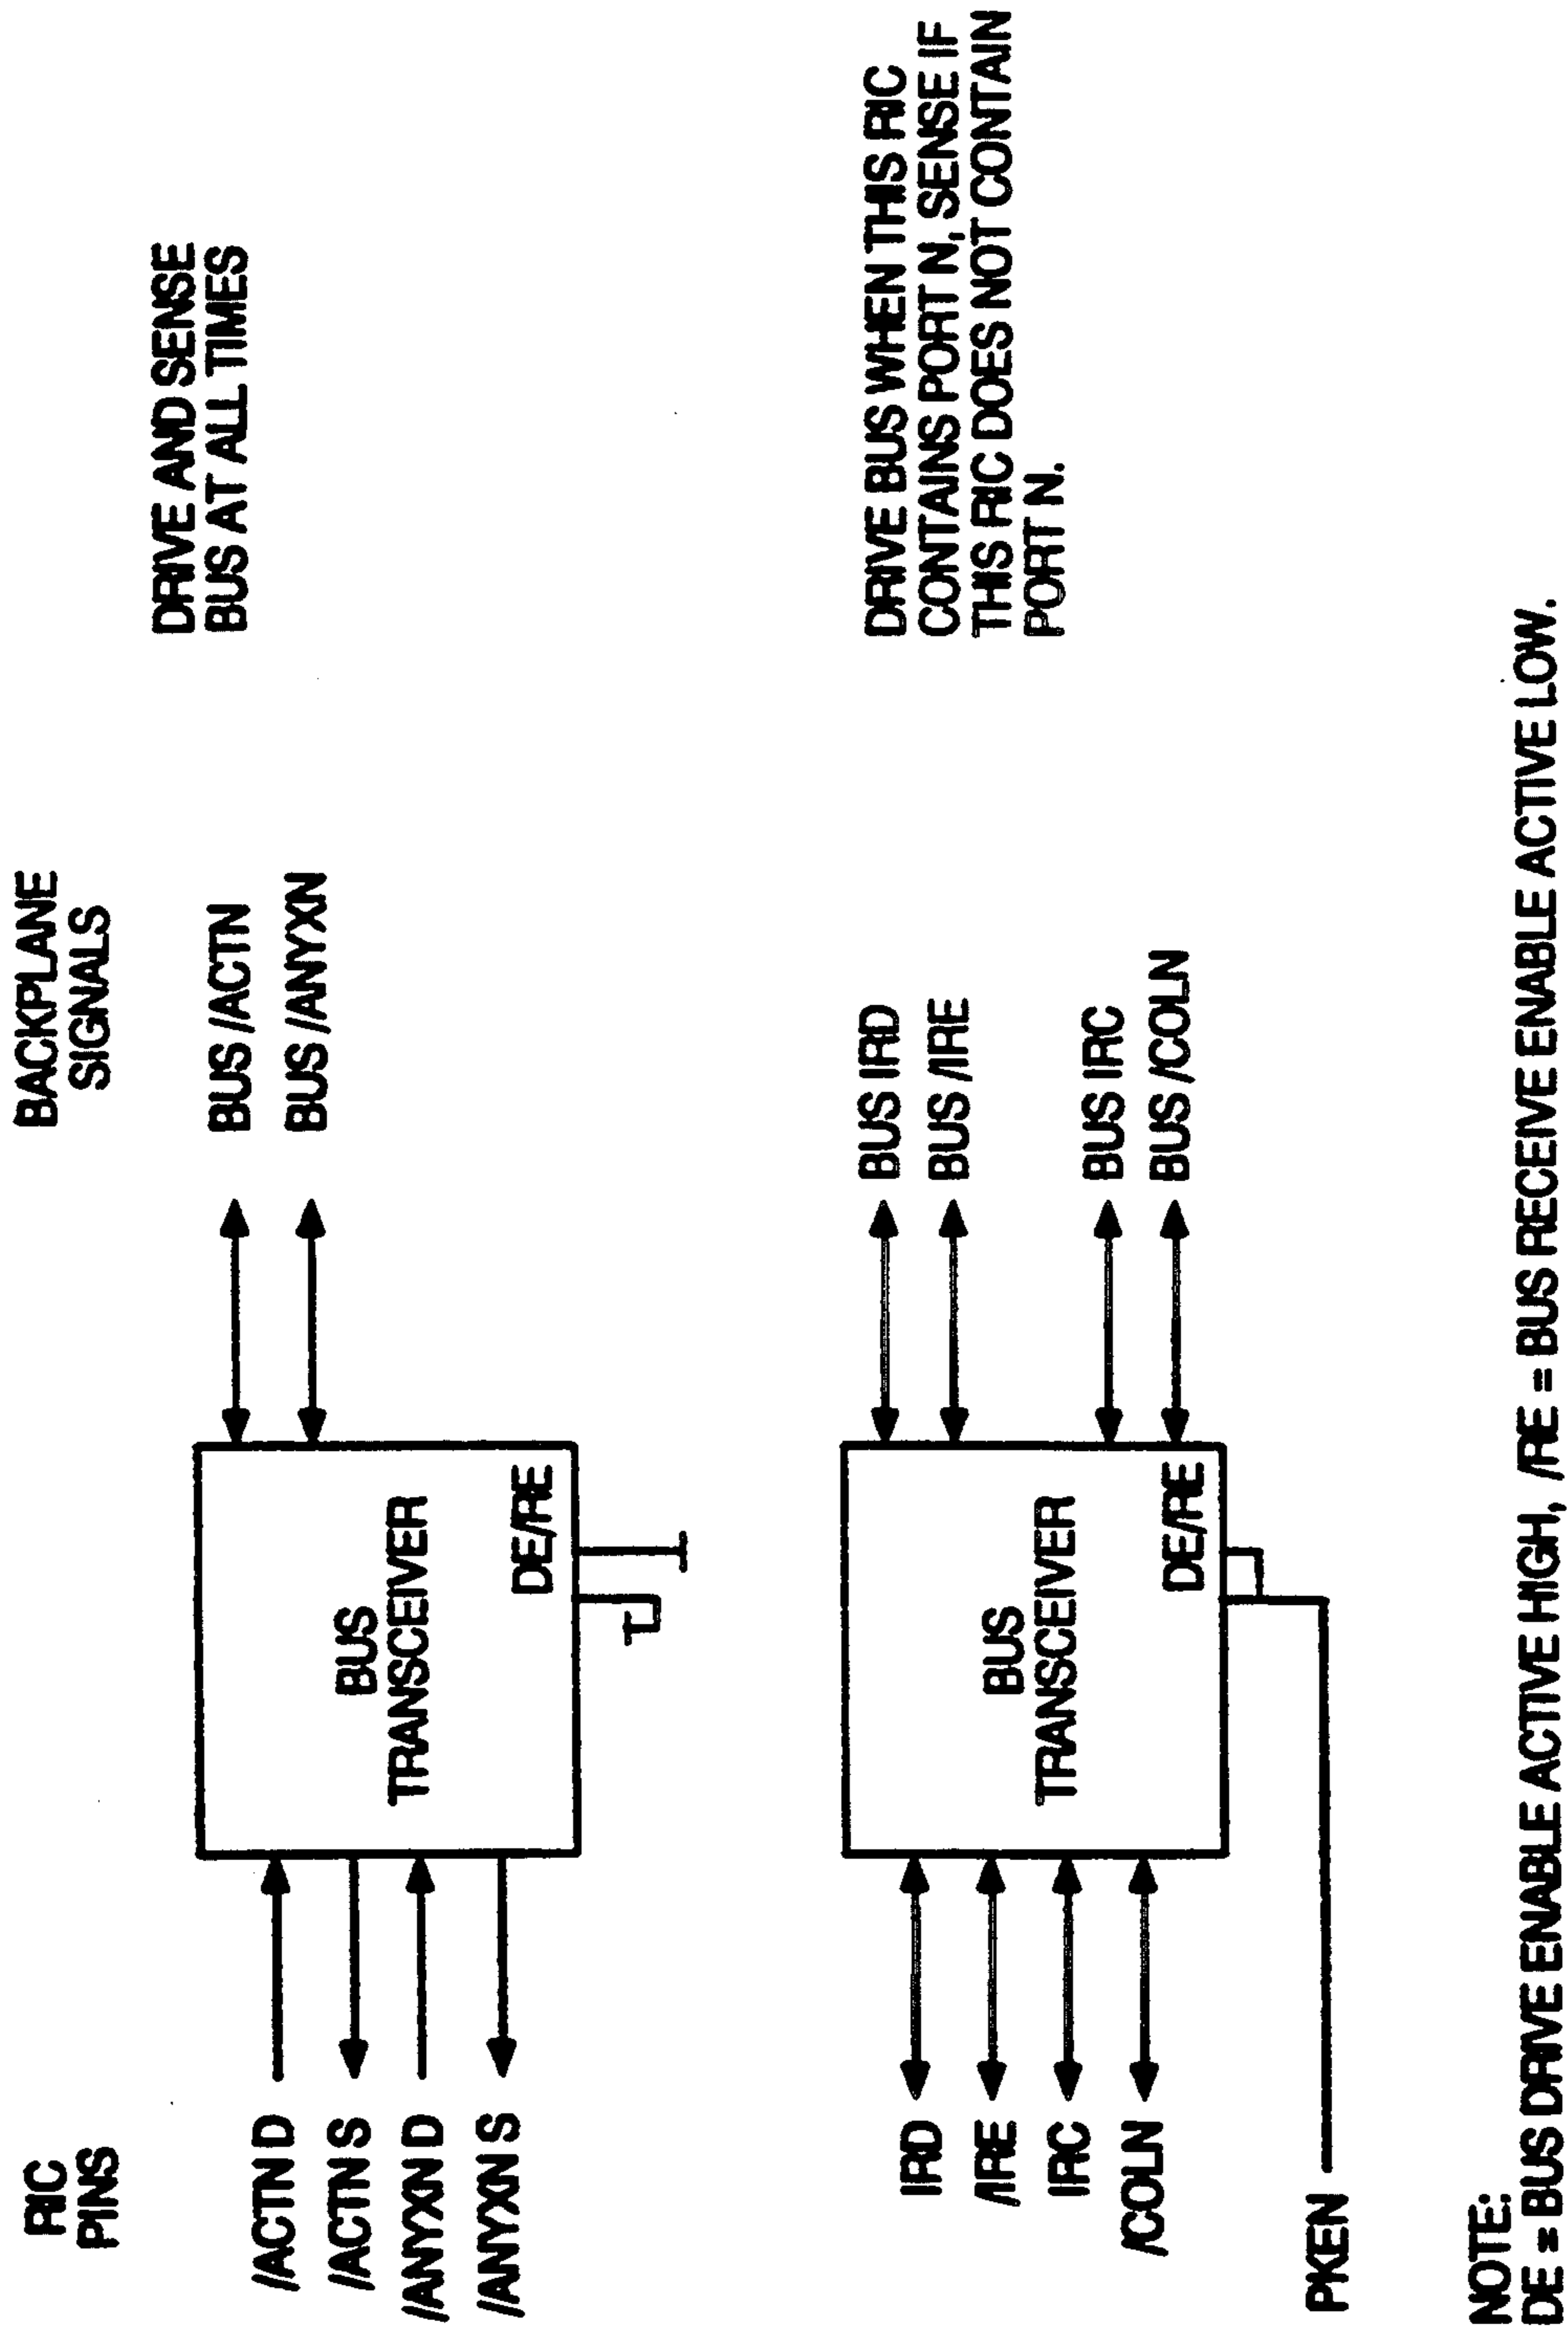 RIC
PINS
BACKPLANE
SIGNALS
/ACTN D
/ACTN S
/ANYXN D
/ANYXN S
BUS
TRANSCEIVER
DE/RE
BUS /ACTN
BUS /ANYXN
DRIVE AND SENSE
BUS AT ALL TIMES
IRD
/IRE
IRC
/COLN
PKEN
BUS
TRANSCEIVER
DE/RE
BUS IRD
BUS /IRE
BUS IRC
BUS /COLN
DRIVE BUS WHEN THIS RIC
CONTAINS PORT N, SENSE IF
THIS RIC DOES NOT CONTAIN
PORT N.
NOTE:
DE = BUS DRIVE ENABLE ACTIVE HIGH, /RE = BUS RECEIVE ENABLE ACTIVE LOW.